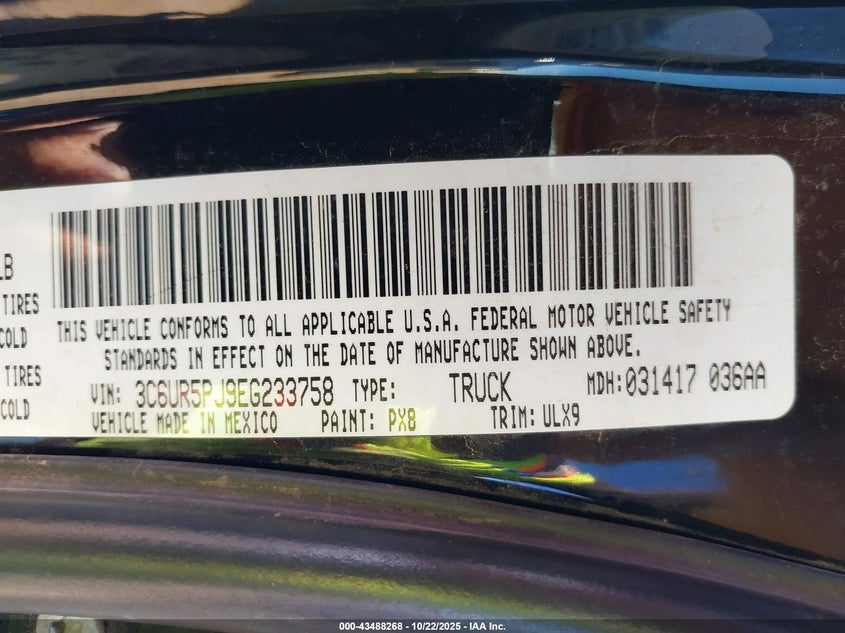 LB
TIRES
COLD
TIRES
COLD
THIS VEHICLE CONFORMS TO ALL APPLICABLE U.S.A. FEDERAL MOTOR VEHICLE SAFETY
STANDARDS IN EFFECT ON THE DATE OF MANUFACTURE SHOWN ABOVE.
VIN: 3C6UR5PJ9EG233758 TYPE: TRUCK MDH:031417 036AA
VEHICLE MADE IN MEXICO PAINT: PX8 TRIM: ULX9
000-43488268 - 10/22/2025 - IAA Inc.